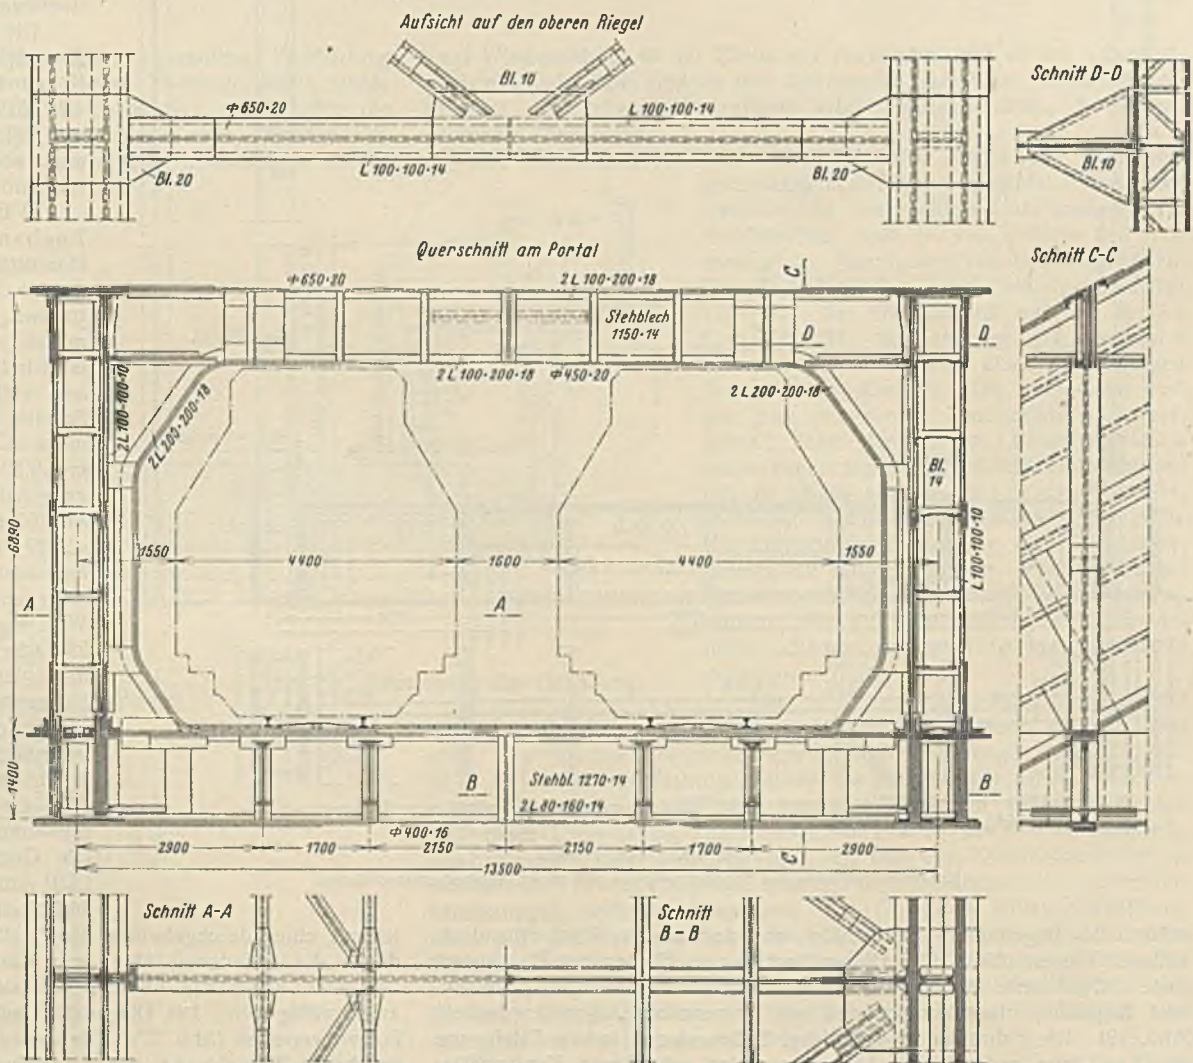 Aufsicht auf den oberen Riegel
Bl. 10
ф 650·20
L 100·100·14
L 100·100·14
Bl. 20
Bl. 20
Schnitt D-D
Bl. 10
Querschnitt am Portal
ф 650·20
2 L 100·200·18
C
Stehblech
1150·14
D
D
2 L 100·200·18 ф 450·20
2 L 200·200·18
2 L 100·100·10
2 L 200·200·18
Bl.
14
L 100·100·10
6890
1550
4400
1600
4400
1550
A
A
1400
B
Stehbl. 1270·14
B
2 L 80·160·14
ф 400·16
2900
1700
2150
2150
1700
C
2900
13500
Schnitt C-C
Schnitt A-A
Schnitt
B-B